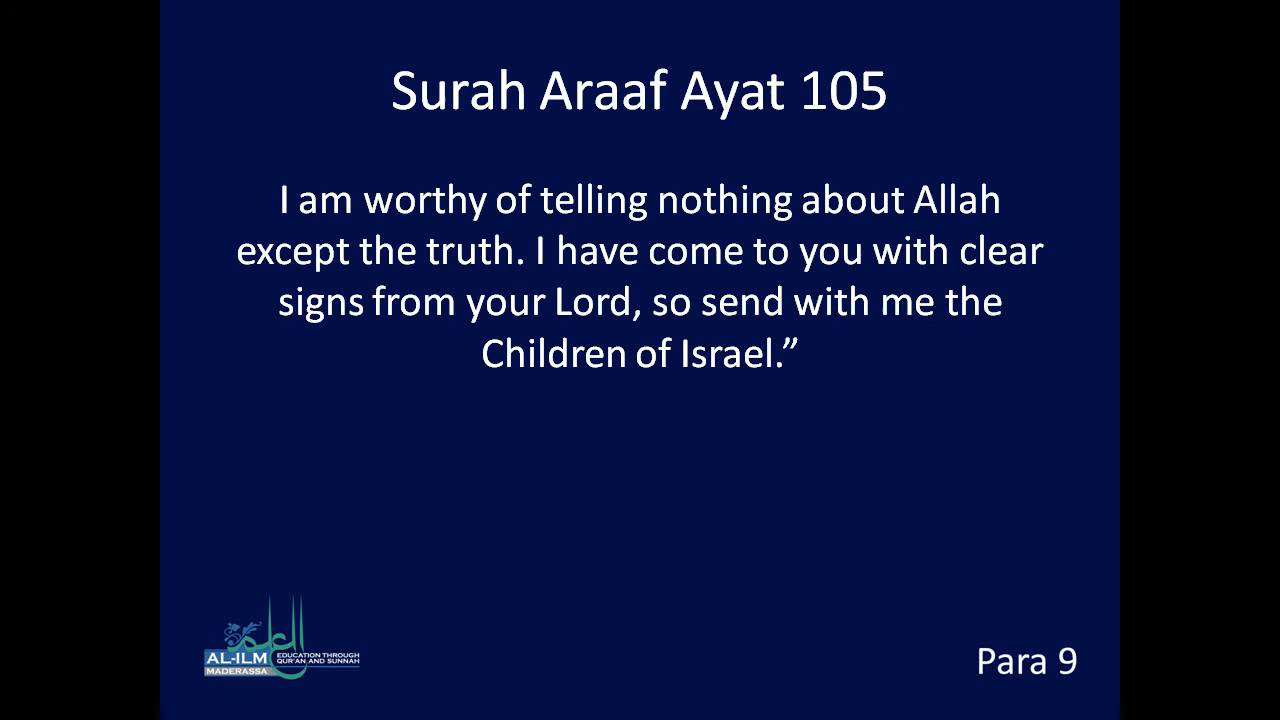 Surah Araaf Ayat 105
I am worthy of telling nothing about Allah
except the truth. I have come to you with clear
signs from your Lord, so send with me the
Children of Israel.”
العلم
AL-ILM
MADERASSA
EDUCATION THROUGH
QUR'AN AND SUNNAH
Para 9